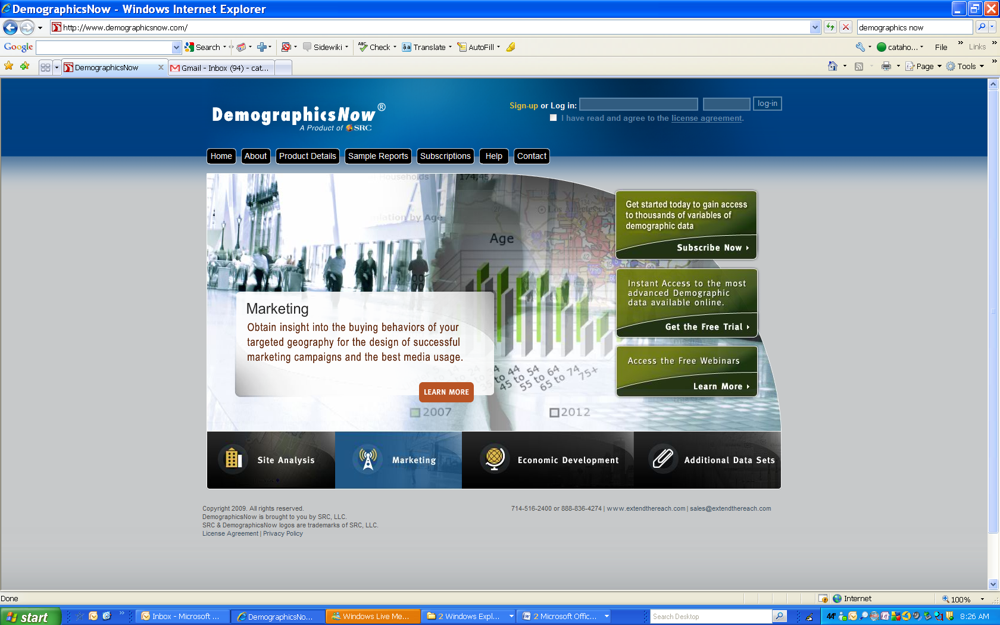 DemographicsNow - Windows Internet Explorer
http://www.demographicsnow.com/
demographics now
Google
Search
Sidewiki
Check
Translate
AutoFill
cataho...
File
Links
DemographicsNow
Gmail - Inbox (94) - cat...
Page
Tools
Sign-up or Log in:
log-in
I have read and agree to the license agreement.
DemographicsNow®
A Product of SRC
Home
About
Product Details
Sample Reports
Subscriptions
Help
Contact
Households
174,457
Age
Get started today to gain access
to thousands of variables of
demographic data
Subscribe Now
Instant Access to the most
advanced Demographic
data available online.
Get the Free Trial
Access the Free Webinars
Learn More
Marketing
Obtain insight into the buying behaviors of your
targeted geography for the design of successful
marketing campaigns and the best media usage.
LEARN MORE
to 44
45 to 54
55 to 64
65 to 74
75+
2007
2012
Site Analysis
Marketing
Economic Development
Additional Data Sets
Copyright 2009. All rights reserved.
DemographicsNow is brought to you by SRC, LLC.
SRC & DemographicsNow logos are trademarks of SRC, LLC.
License Agreement | Privacy Policy
714-516-2400 or 888-836-4274 | www.extendthereach.com | sales@extendthereach.com
Done
Internet
100%
start
Inbox - Microsoft ...
DemographicsNo...
Windows Live Me...
2 Windows Expl...
2 Microsoft Offic...
Search Desktop
8:26 AM